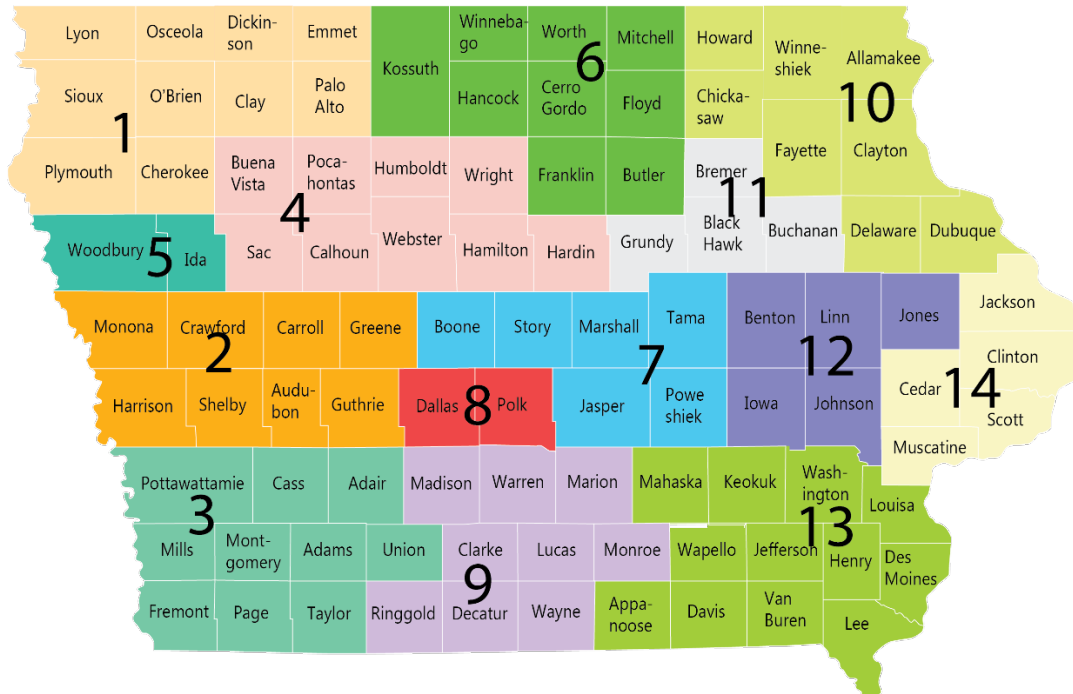 Lyon
Osceola
Dickin-
son
Emmet
Kossuth
Winneba-
go
Worth
Mitchell
Howard
Winne-
shiek
Allamakee
6
Sioux
O'Brien
Clay
Palo
Alto
Hancock
Cerro
Gordo
Floyd
Chicka-
saw
10
1
Plymouth
Cherokee
Buena
Vista
Poca-
hontas
Humboldt
Wright
Franklin
Butler
Bremer
Fayette
Clayton
4
11
Woodbury
5
Ida
Sac
Calhoun
Webster
Hamilton
Hardin
Grundy
Black
Hawk
Buchanan
Delaware
Dubuque
Monona
Crawford
Carroll
Greene
Boone
Story
Marshall
Tama
Benton
Linn
Jones
Jackson
2
7
12
Clinton
Harrison
Shelby
Audu-
bon
Guthrie
Dallas
8
Polk
Jasper
Powe
shiek
Iowa
Johnson
Cedar
14
Scott
Muscatine
Pottawattamie
Cass
Adair
Madison
Warren
Marion
Mahaska
Keokuk
Wash-
ington
Louisa
3
13
Mills
Mont-
gomery
Adams
Union
Clarke
Lucas
Monroe
Wapello
Jefferson
Henry
Des
Moines
9
Fremont
Page
Taylor
Ringgold
Decatur
Wayne
Appa-
noose
Davis
Van
Buren
Lee